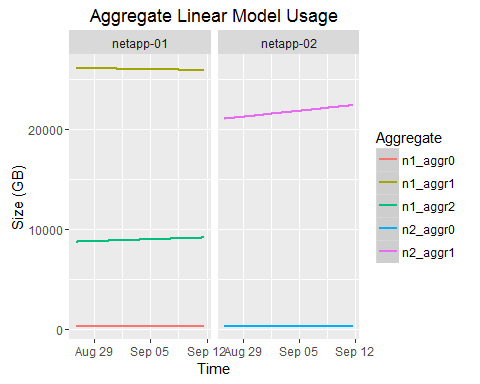 Aggregate Linear Model Usage
netapp-01
netapp-02
Size (GB)
20000
10000
0
Aug 29
Sep 05
Sep 12
Aug 29
Sep 05
Sep 12
Time
Aggregate
n1_aggr0
n1_aggr1
n1_aggr2
n2_aggr0
n2_aggr1